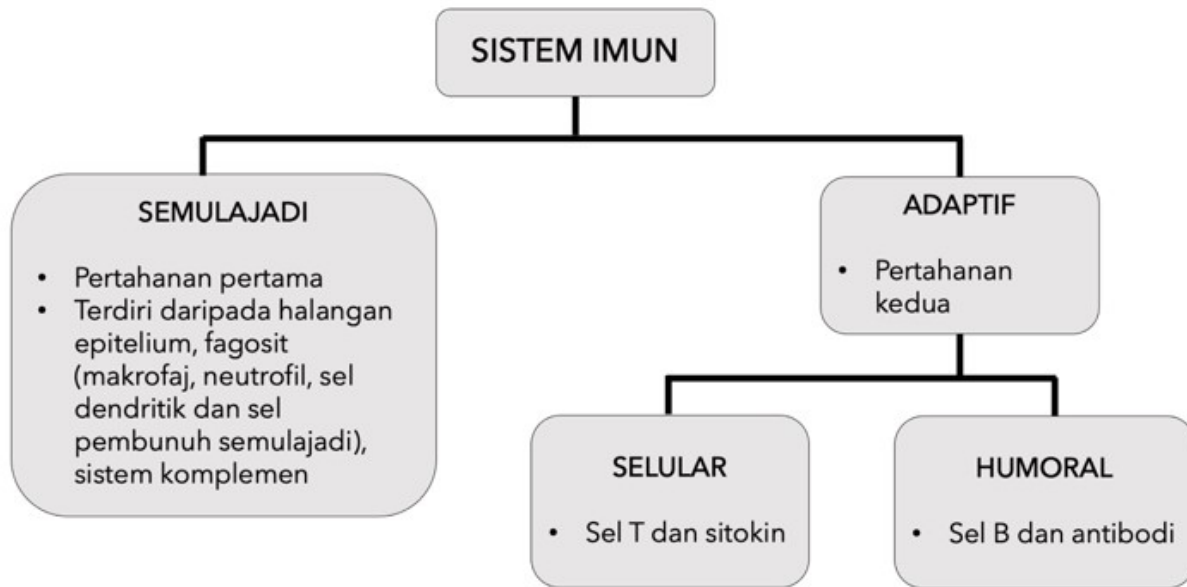 SISTEM IMUN
SEMULAJADI
• Pertahanan pertama
• Terdiri daripada halangan
epitelium, fagosit
(makrofaj, neutrofil, sel
dendritik dan sel
pembunuh semulajadi),
sistem komplemen
ADAPTIF
• Pertahanan
kedua
SELULAR
• Sel T dan sitokin
HUMORAL
• Sel B dan antibodi